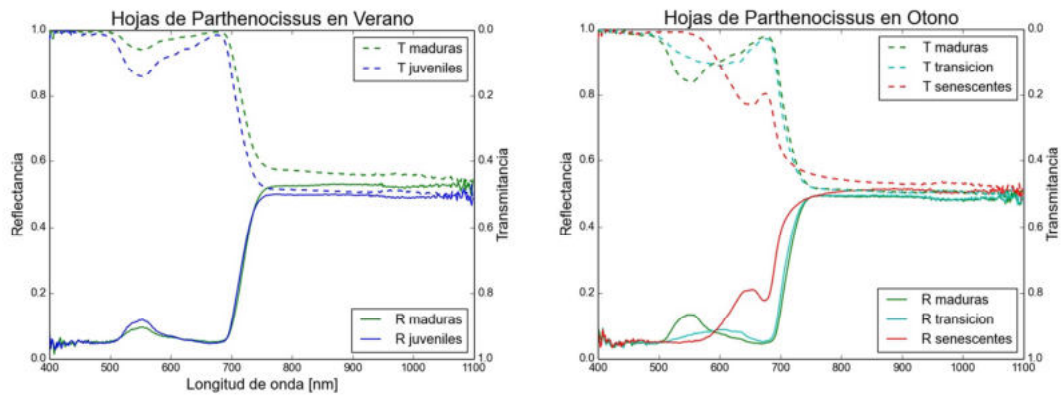 Hojas de Parthenocissus en Verano
1.0
0.8
0.6
0.4
0.2
0.0
Reflectancia
0.0
0.2
0.4
0.6
0.8
1.0
Transmitancia
T maduras
T juveniles
R maduras
R juveniles
400 500 600 700 800 900 1000 1100
Longitud de onda [nm]
Hojas de Parthenocissus en Otono
1.0
0.8
0.6
0.4
0.2
0.0
Reflectancia
0.0
0.2
0.4
0.6
0.8
1.0
Transmitancia
T maduras
T transicion
T senescentes
R maduras
R transicion
R senescentes
400 500 600 700 800 900 1000 1100